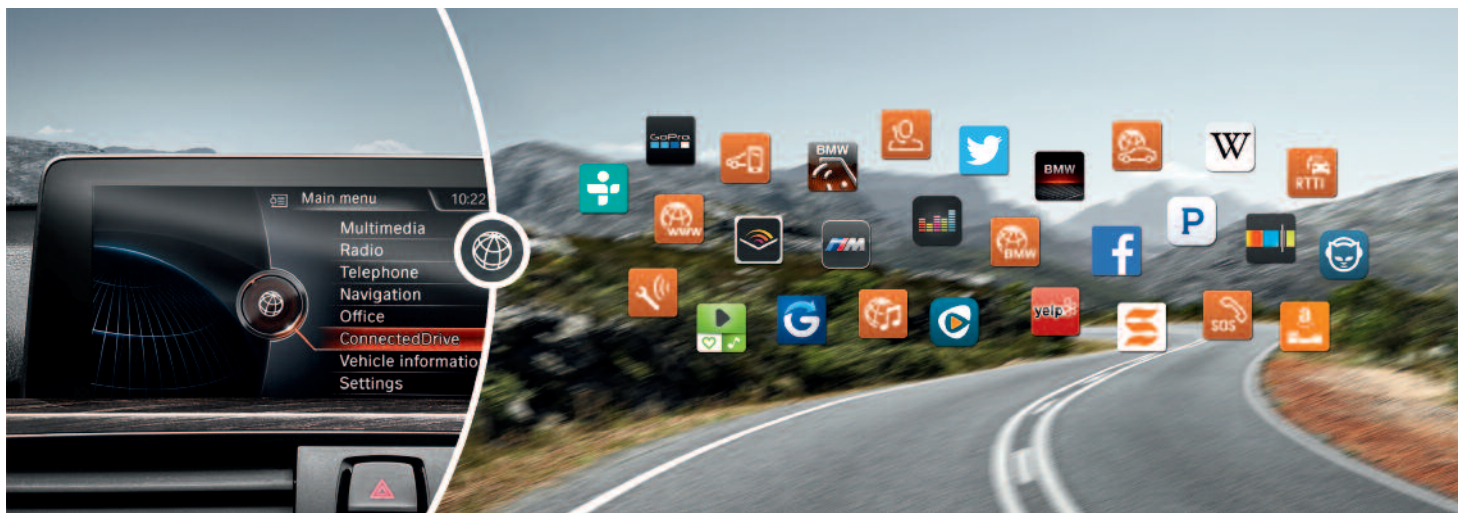 Main menu 10:22
Multimedia
Radio
Telephone
Navigation
Office
ConnectedDrive
Vehicle informatio
Settings
GoPro
BMW
BMW
W
RTTI
WWW
M
BMW
f
P
G
yelp
SOS
a